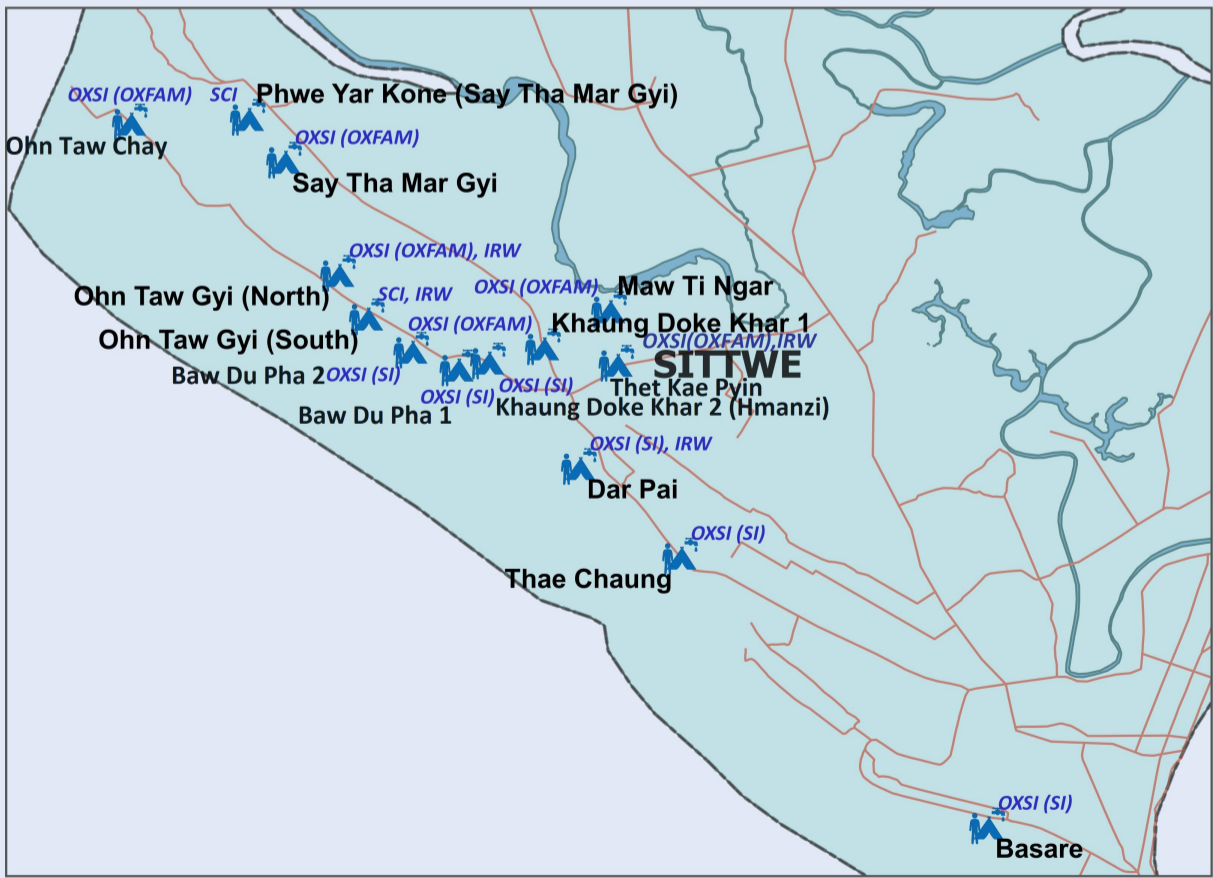 OXSI (OXFAM)
SCI
Phwe Yar Kone (Say Tha Mar Gyi)
Ohn Taw Chay
OXSI (OXFAM)
Say Tha Mar Gyi
OXSI (OXFAM), IRW
Ohn Taw Gyi (North)
SCI, IRW
OXSI (OXFAM)
Maw Ti Ngar
Ohn Taw Gyi (South)
OXSI (OXFAM)
Khaung Doke Khar 1
OXSI(OXFAM),IRW
SITTWE
Baw Du Pha 2
OXSI (SI)
OXSI (SI)
OXSI (SI)
Thet Kae Pyin
Baw Du Pha 1
Khaung Doke Khar 2 (Hmanzi)
OXSI (SI), IRW
Dar Pai
OXSI (SI)
Thae Chaung
OXSI (SI)
Basare